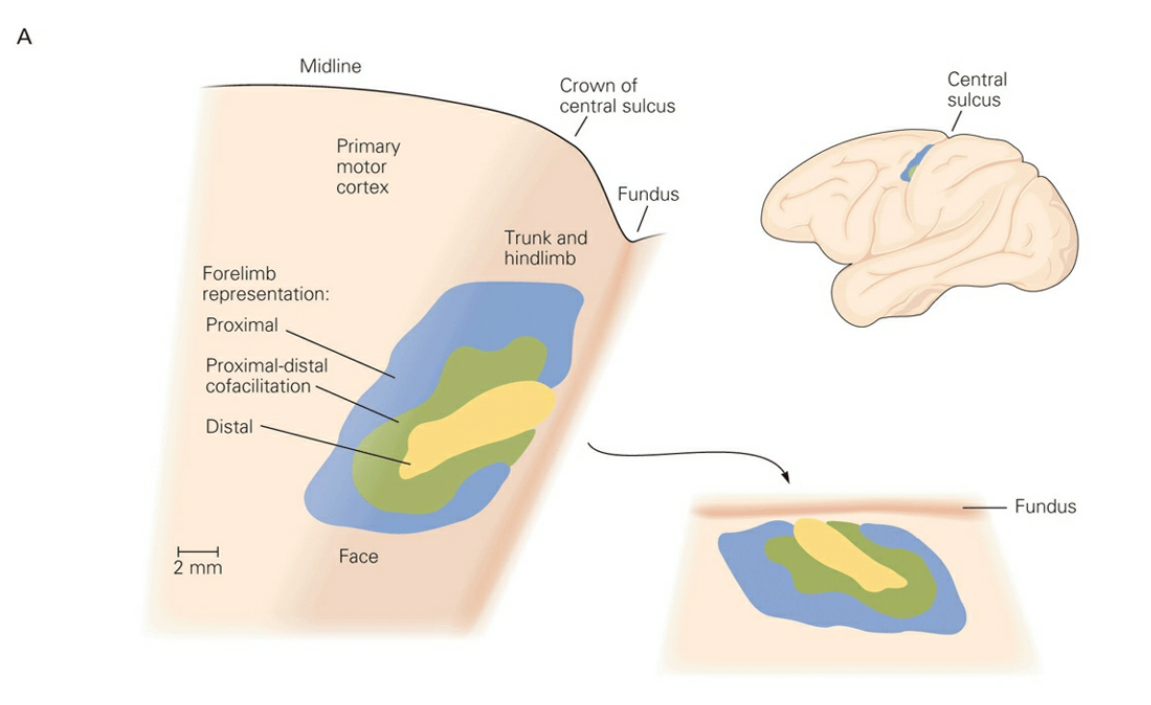 A
Midline
Crown of
central sulcus
Central
sulcus
Primary
motor
cortex
Fundus
Trunk and
hindlimb
Forelimb
representation:
Proximal
Proximal-distal
cofacilitation
Distal
Fundus
Face
2 mm